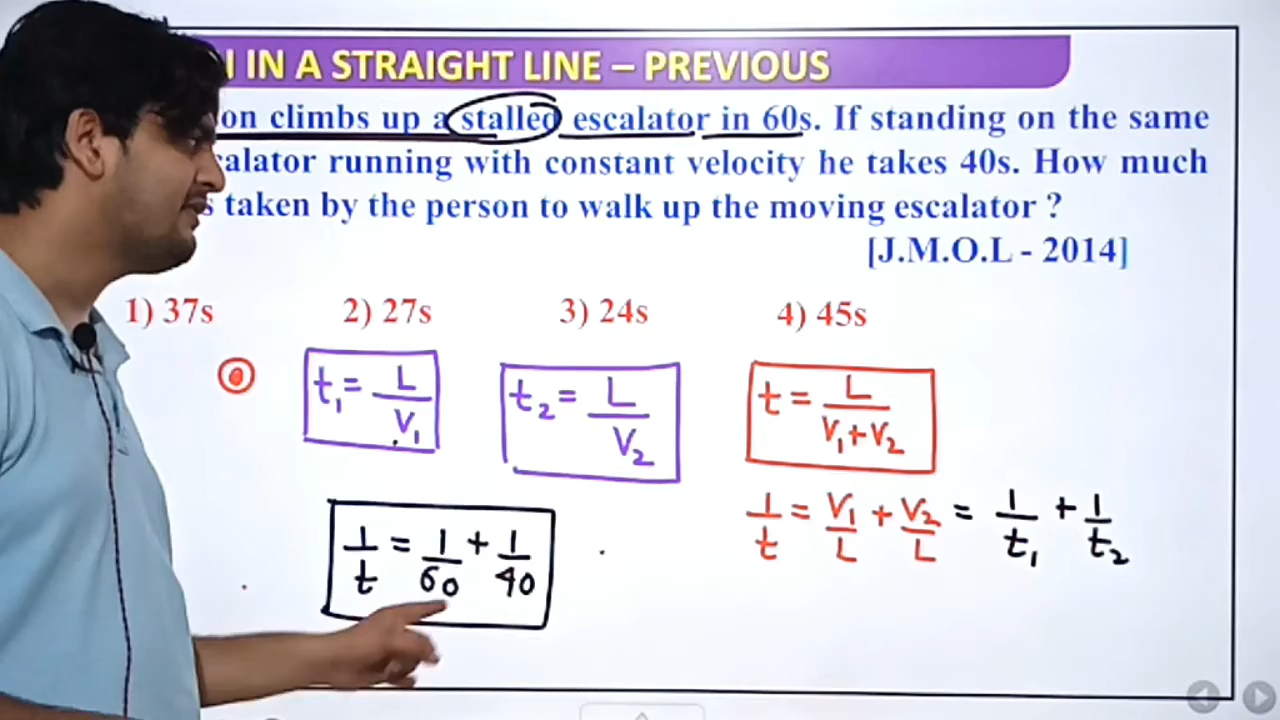 IN A STRAIGHT LINE – PREVIOUS
on climbs up a stalled escalator in 60s. If standing on the same
calator running with constant velocity he takes 40s. How much
s taken by the person to walk up the moving escalator ?
[J.M.O.L - 2014]
1) 37s 2) 27s 3) 24s 4) 45s
t₁ = L/V₁ t₂ = L/V₂ t = L/(V₁+V₂)
1/t = V₁/L + V₂/L = 1/t₁ + 1/t₂
1/t = 1/60 + 1/40